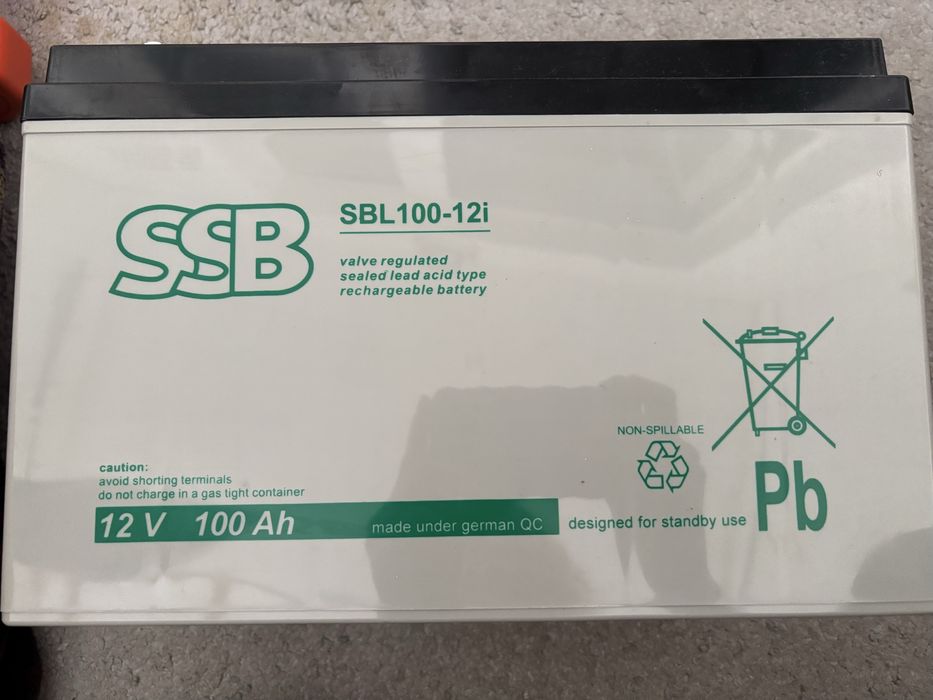 SSB
SBL100-12i
valve regulated
sealed lead acid type
rechargeable battery
NON-SPILLABLE
caution:
avoid shorting terminals
do not charge in a gas tight container
12 V 100 Ah
made under german QC
designed for standby use
Pb